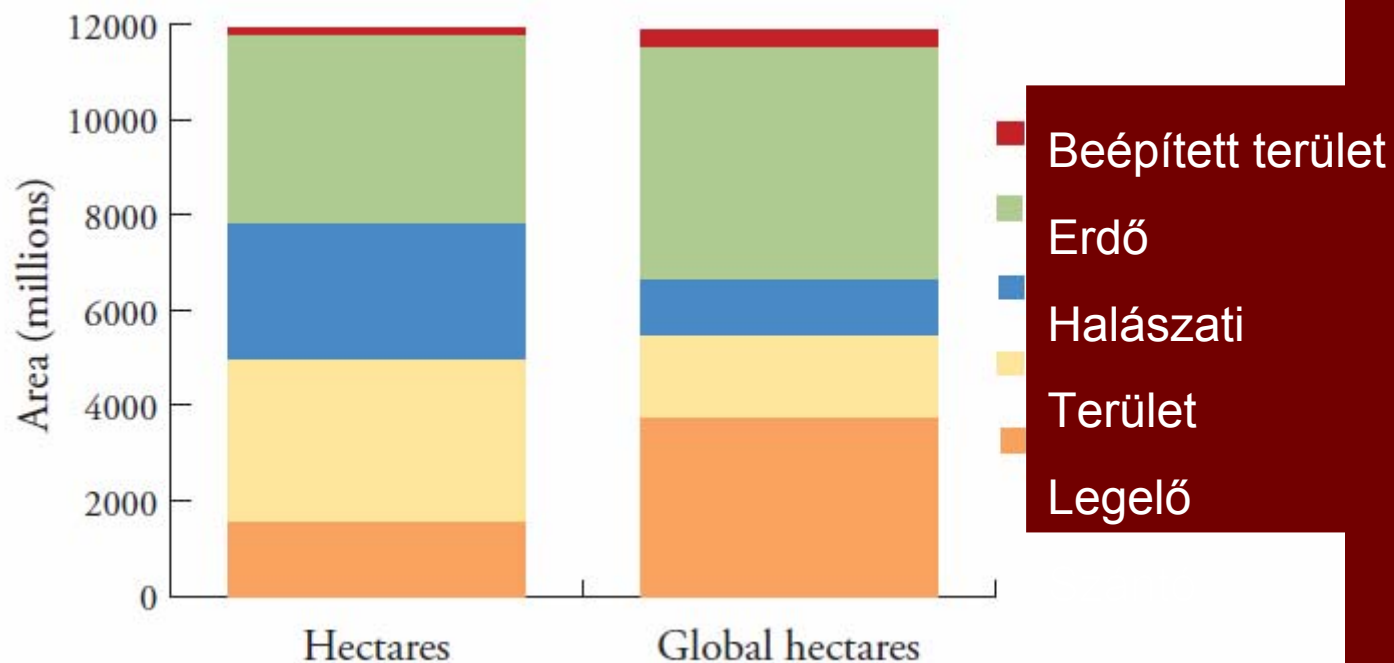 12000
10000
8000
6000
4000
2000
0
Area (millions)
Hectares
Global hectares
Beépített terület
Erdő
Halászati
Terület
Legelő